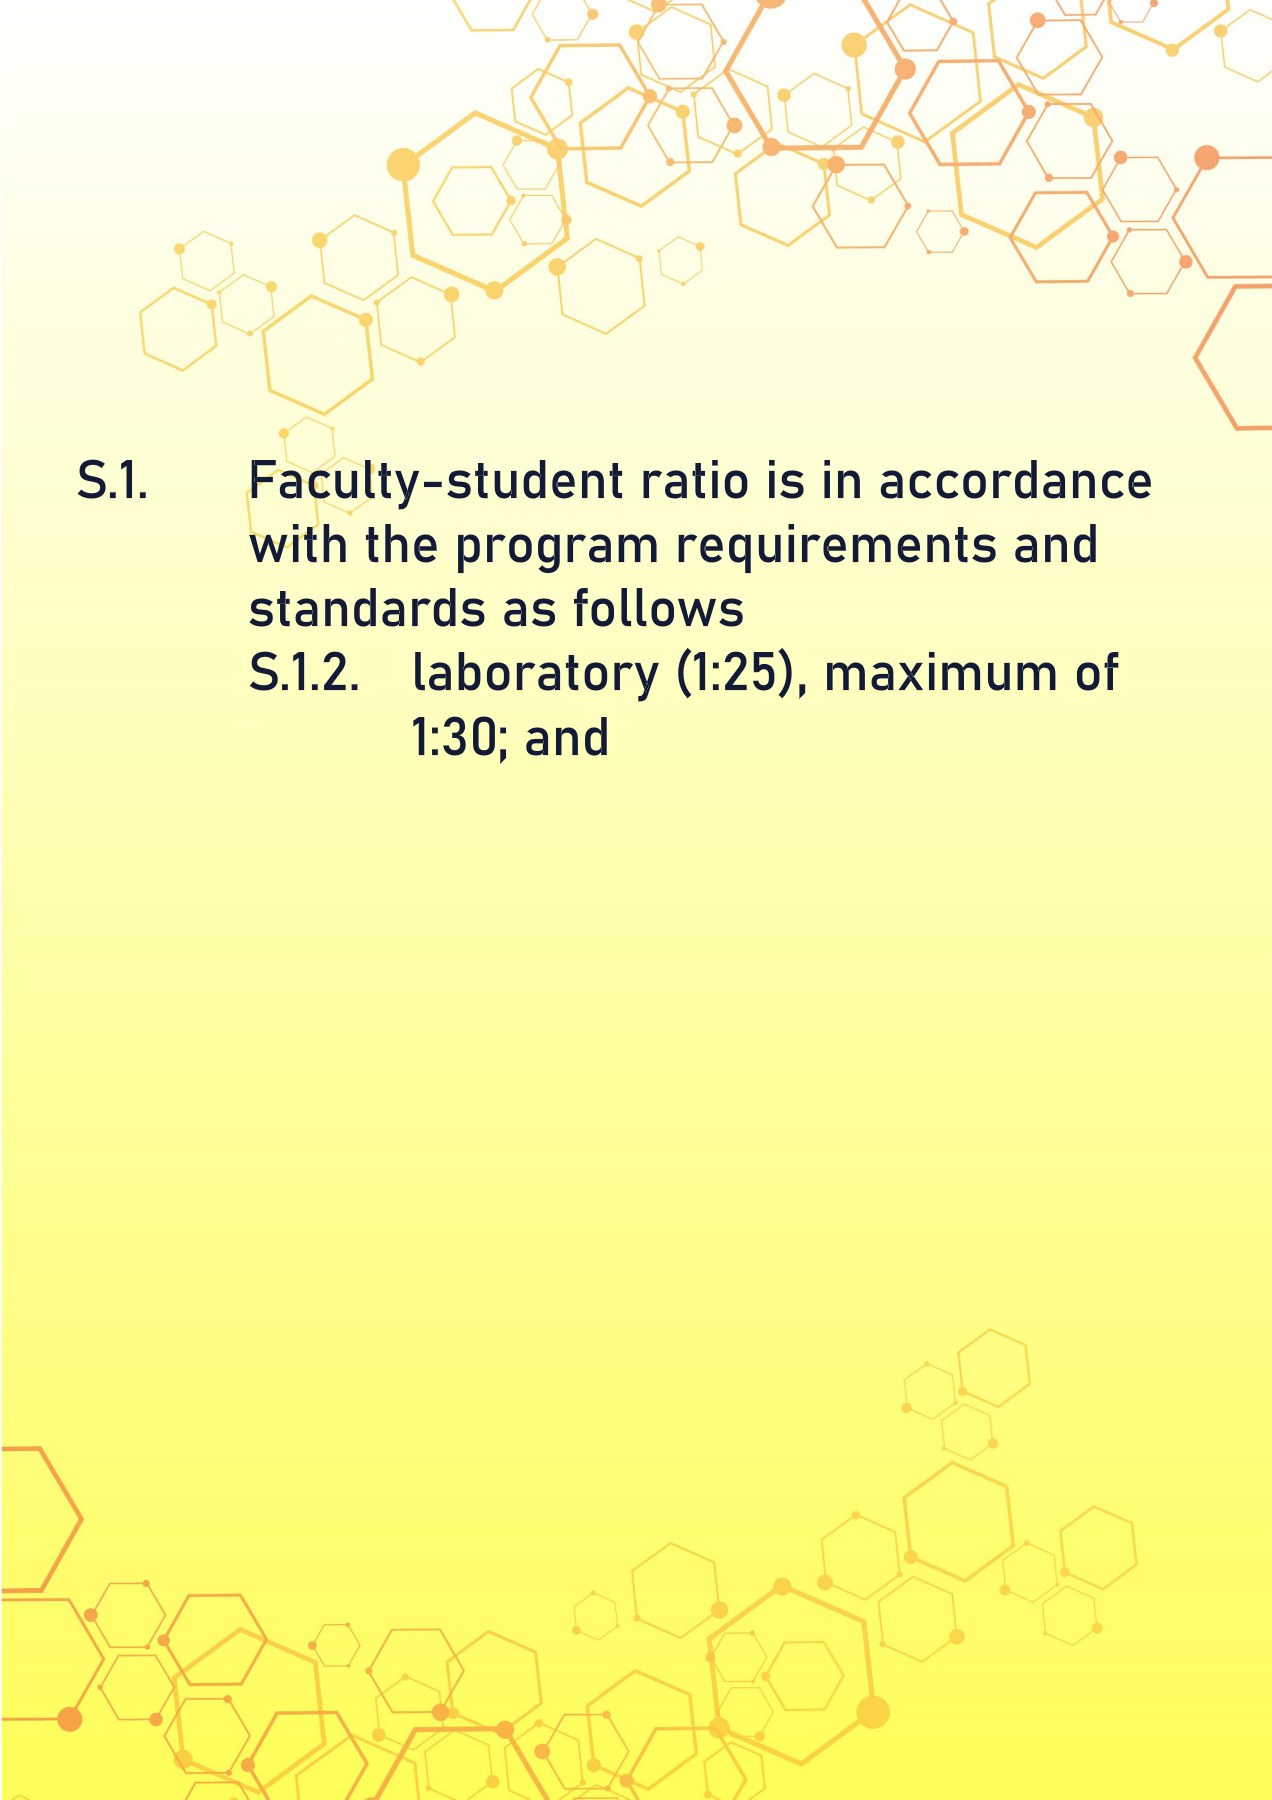 S.1. Faculty-student ratio is in accordance
with the program requirements and
standards as follows
S.1.2. laboratory (1:25), maximum of
1:30; and